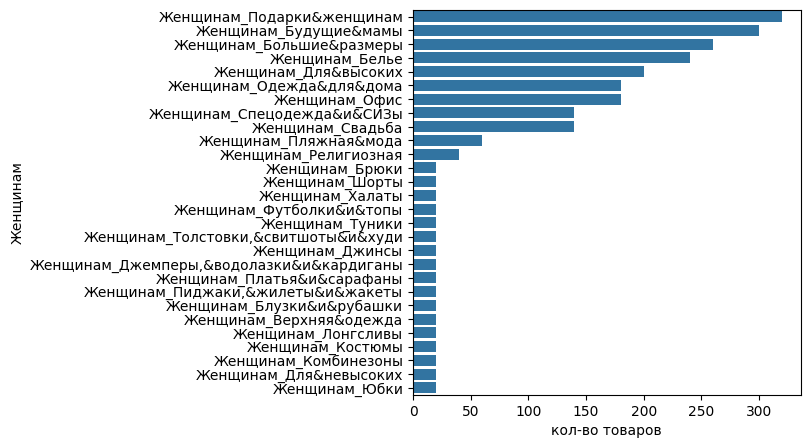 Женщинам_Подарки&женщинам
Женщинам_Будущие&мамы
Женщинам_Большие&размеры
Женщинам_Белье
Женщинам_Для&высоких
Женщинам_Одежда&для&дома
Женщинам_Офис
Женщинам_Спецодежда&и&СИЗы
Женщинам_Свадьба
Женщинам_Пляжная&мода
Женщинам_Религиозная
Женщинам_Брюки
Женщинам_Шорты
Женщинам_Халаты
Женщинам_Футболки&и&топы
Женщинам_Туники
Женщинам_Толстовки,&свитшоты&и&худи
Женщинам_Джинсы
Женщинам_Джемперы,&водолазки&и&кардиганы
Женщинам_Платья&и&сарафаны
Женщинам_Пиджаки,&жилеты&и&жакеты
Женщинам_Блузки&и&рубашки
Женщинам_Верхняя&одежда
Женщинам_Лонгсливы
Женщинам_Костюмы
Женщинам_Комбинезоны
Женщинам_Для&невысоких
Женщинам_Юбки
Женщинам
0 50 100 150 200 250 300
кол-во товаров